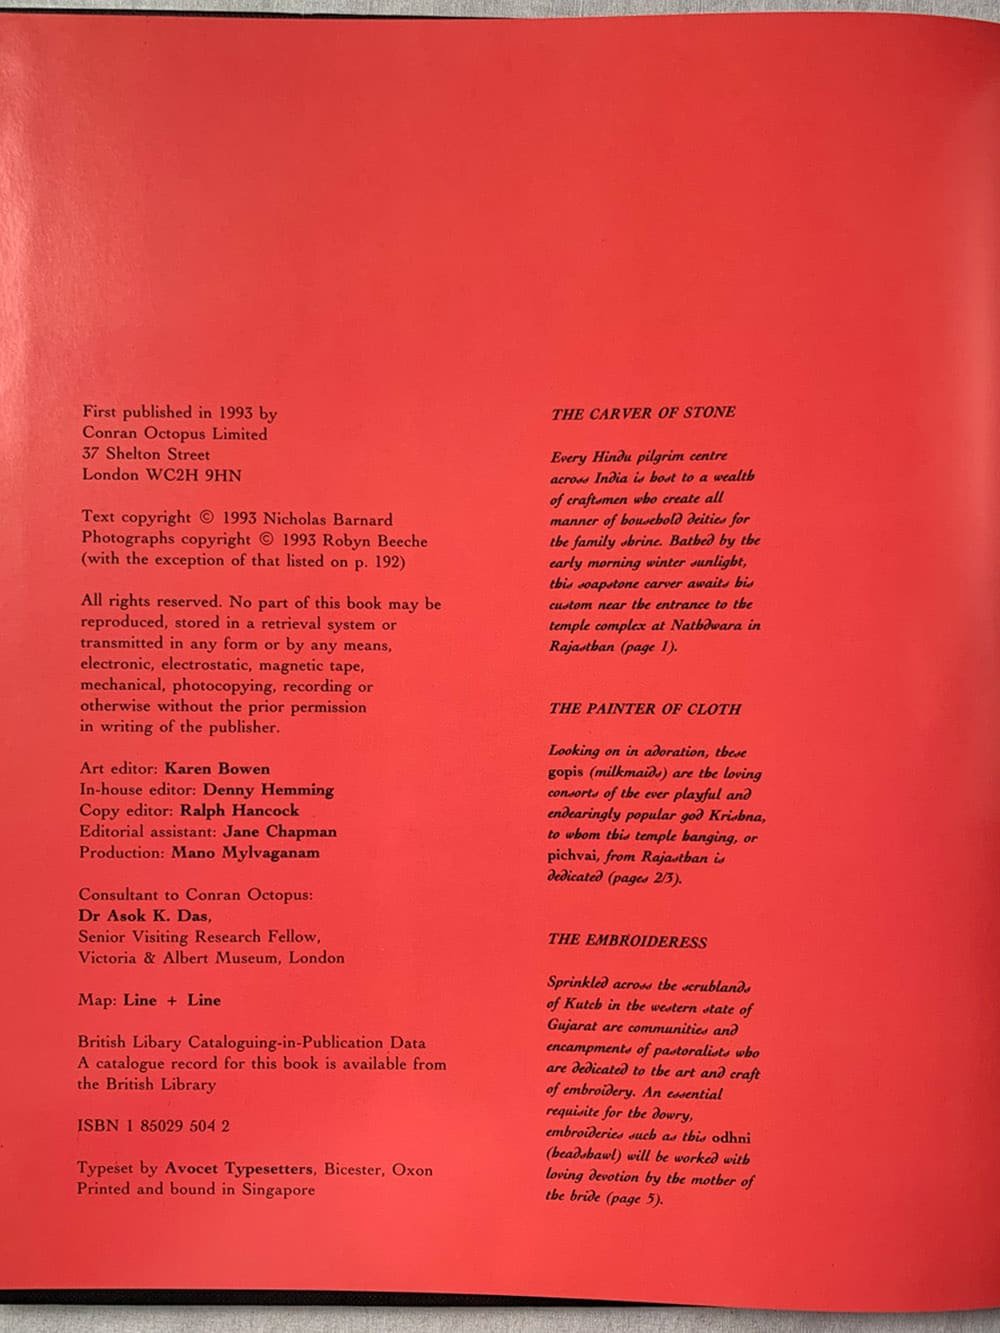 First published in 1993 by
Conran Octopus Limited
37 Shelton Street
London WC2H 9HN
Text copyright © 1993 Nicholas Barnard
Photographs copyright © 1993 Robyn Beeche
(with the exception of that listed on p. 192)
All rights reserved. No part of this book may be
reproduced, stored in a retrieval system or
transmitted in any form or by any means,
electronic, electrostatic, magnetic tape,
mechanical, photocopying, recording or
otherwise without the prior permission
in writing of the publisher.
Art editor: Karen Bowen
In-house editor: Denny Hemming
Copy editor: Ralph Hancock
Editorial assistant: Jane Chapman
Production: Mano Mylvaganam
Consultant to Conran Octopus:
Dr Asok K. Das,
Senior Visiting Research Fellow,
Victoria & Albert Museum, London
Map: Line + Line
British Libary Cataloguing-in-Publication Data
A catalogue record for this book is available from
the British Library
ISBN 1 85029 504 2
Typeset by Avocet Typesetters, Bicester, Oxon
Printed and bound in Singapore
THE CARVER OF STONE
Every Hindu pilgrim centre
across India is host to a wealth
of craftsmen who create all
manner of household deities for
the family shrine. Bathed by the
early morning winter sunlight,
this soapstone carver awaits his
custom near the entrance to the
temple complex at Nathdwara in
Rajasthan (page 1).
THE PAINTER OF CLOTH
Looking on in adoration, these
gopis (milkmaids) are the loving
consorts of the ever playful and
endearingly popular god Krishna,
to whom this temple hanging, or
pichvai, from Rajasthan is
dedicated (pages 2/3).
THE EMBROIDERESS
Sprinkled across the scrublands
of Kutch in the western state of
Gujarat are communities and
encampments of pastoralists who
are dedicated to the art and craft
of embroidery. An essential
requisite for the dowry,
embroideries such as this odhni
(headshawl) will be worked with
loving devotion by the mother of
the bride (page 5).